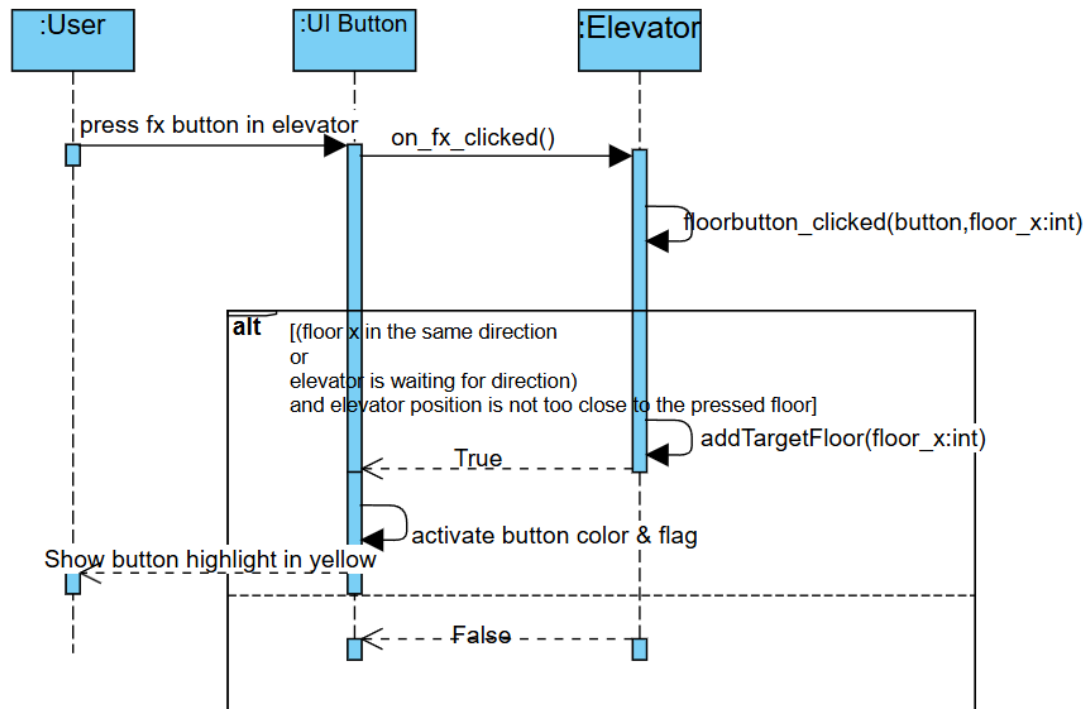 :User
:UI Button
:Elevator
press fx button in elevator
on_fx_clicked()
floorbutton_clicked(button,floor_x:int)
alt
[(floor x in the same direction
or
elevator is waiting for direction)
and elevator position is not too close to the pressed floor]
addTargetFloor(floor_x:int)
True
activate button color & flag
Show button highlight in yellow
False